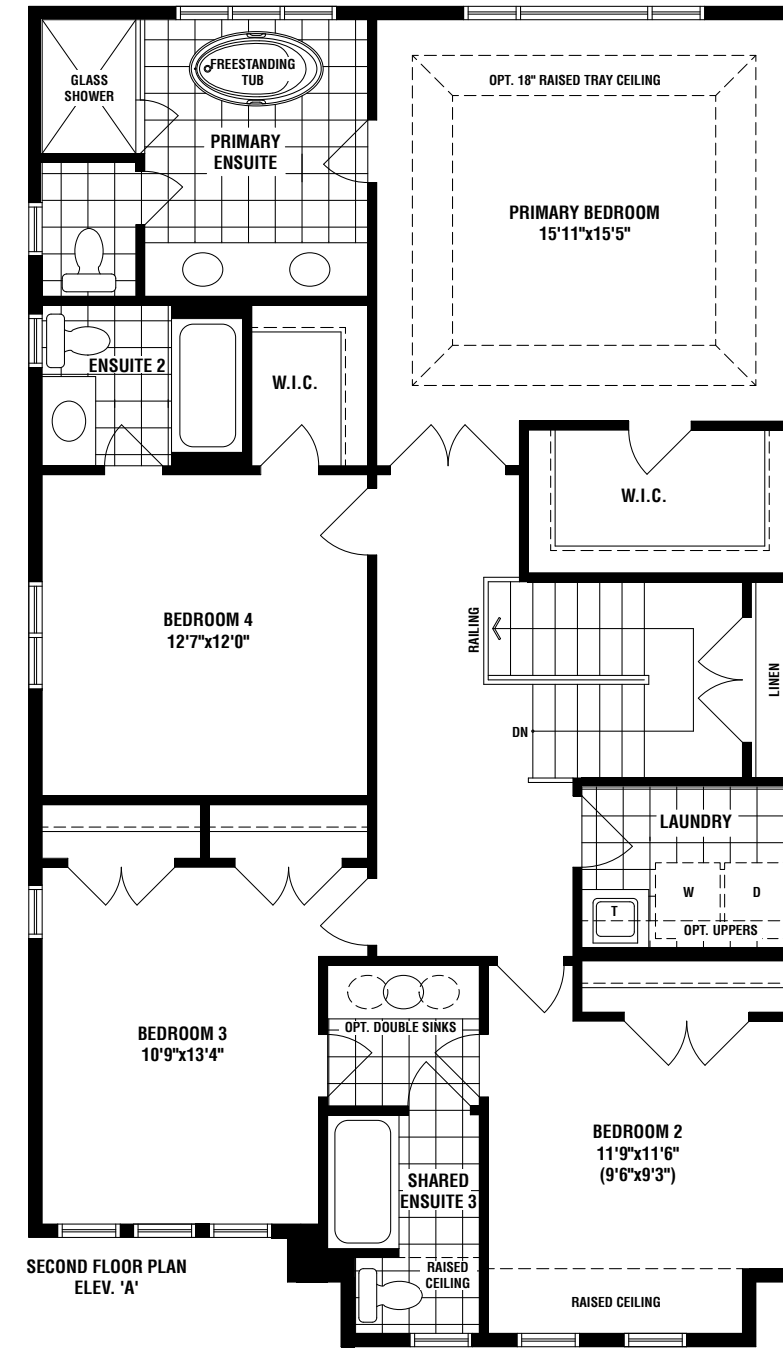 GLASS
SHOWER
FREESTANDING
TUB
OPT. 18" RAISED TRAY CEILING
PRIMARY
ENSUITE
PRIMARY BEDROOM
15'11"x15'5"
ENSUITE 2
W.I.C.
W.I.C.
BEDROOM 4
12'7"x12'0"
RAILING
LINEN
DN
LAUNDRY
W
D
T
OPT. UPPERS
BEDROOM 3
10'9"x13'4"
OPT. DOUBLE SINKS
BEDROOM 2
11'9"x11'6"
(9'6"x9'3")
SHARED
ENSUITE 3
RAISED
CEILING
RAISED CEILING
SECOND FLOOR PLAN
ELEV. 'A'